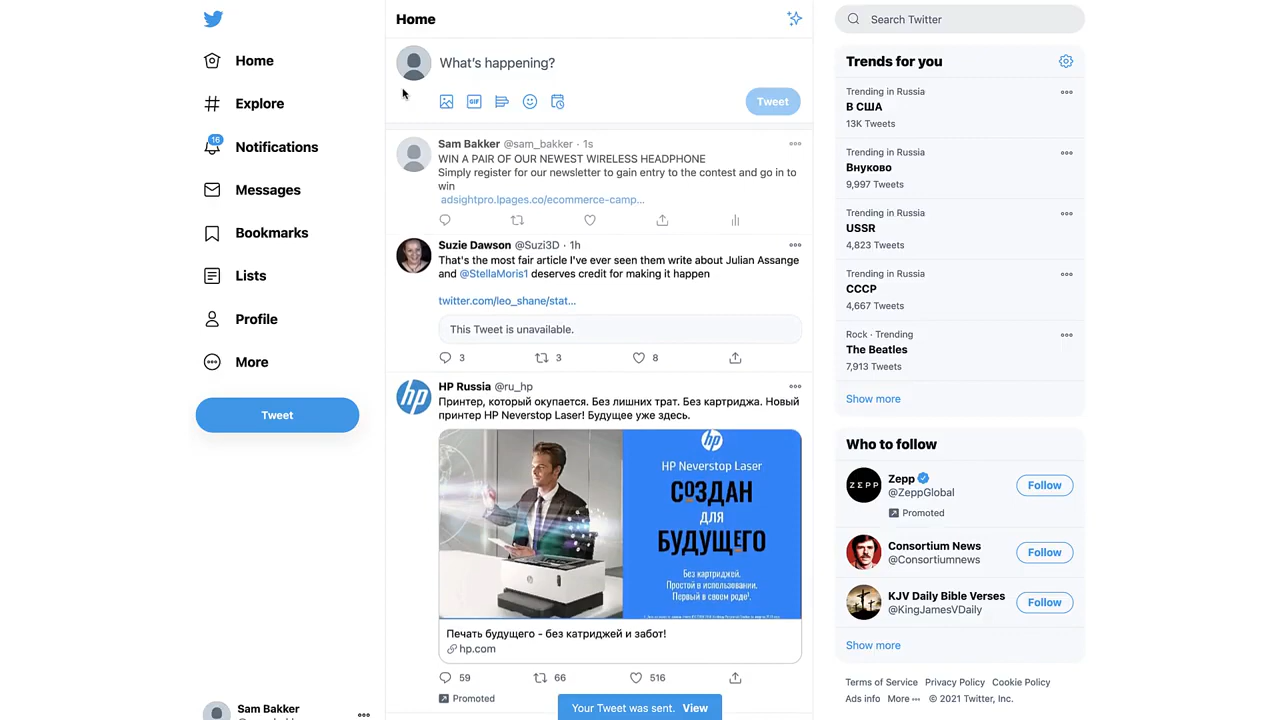 Home
Explore
16
Notifications
Messages
Bookmarks
Lists
Profile
More
Tweet
Sam Bakker
Home
What's happening?
GIF
Tweet
Sam Bakker @sam_bakker · 1s
WIN A PAIR OF OUR NEWEST WIRELESS HEADPHONE
Simply register for our newsletter to gain entry to the contest and go in to
win
adsightpro.lpages.co/ecommerce-camp...
Suzie Dawson @Suzi3D · 1h
That's the most fair article I've ever seen them write about Julian Assange
and @StellaMoris1 deserves credit for making it happen
twitter.com/leo_shane/stat...
This Tweet is unavailable.
3 3 8
HP Russia @ru_hp
Принтер, который окупается. Без лишних трат. Без картриджа. Новый
принтер HP Neverstop Laser! Будущее уже здесь.
hp
hp
HP Neverstop Laser
СОЗДАН
для
БУДУЩЕГО
Без картриджей.
Простой в использовании.
Первый в своем роде¹.
Печать будущего - без катриджей и забот!
hp.com
59 66 516
Promoted
Your Tweet was sent. View
Search Twitter
Trends for you
Trending in Russia
В США
13K Tweets
Trending in Russia
Внуково
9,997 Tweets
Trending in Russia
USSR
4,823 Tweets
Trending in Russia
СССР
4,667 Tweets
Rock · Trending
The Beatles
7,913 Tweets
Show more
Who to follow
ZEPP
Zepp
@ZeppGlobal
Follow
Promoted
Consortium News
@Consortiumnews
Follow
KJV Daily Bible Verses
@KingJamesVDaily
Follow
Show more
Terms of Service Privacy Policy Cookie Policy
Ads info More ··· © 2021 Twitter, Inc.